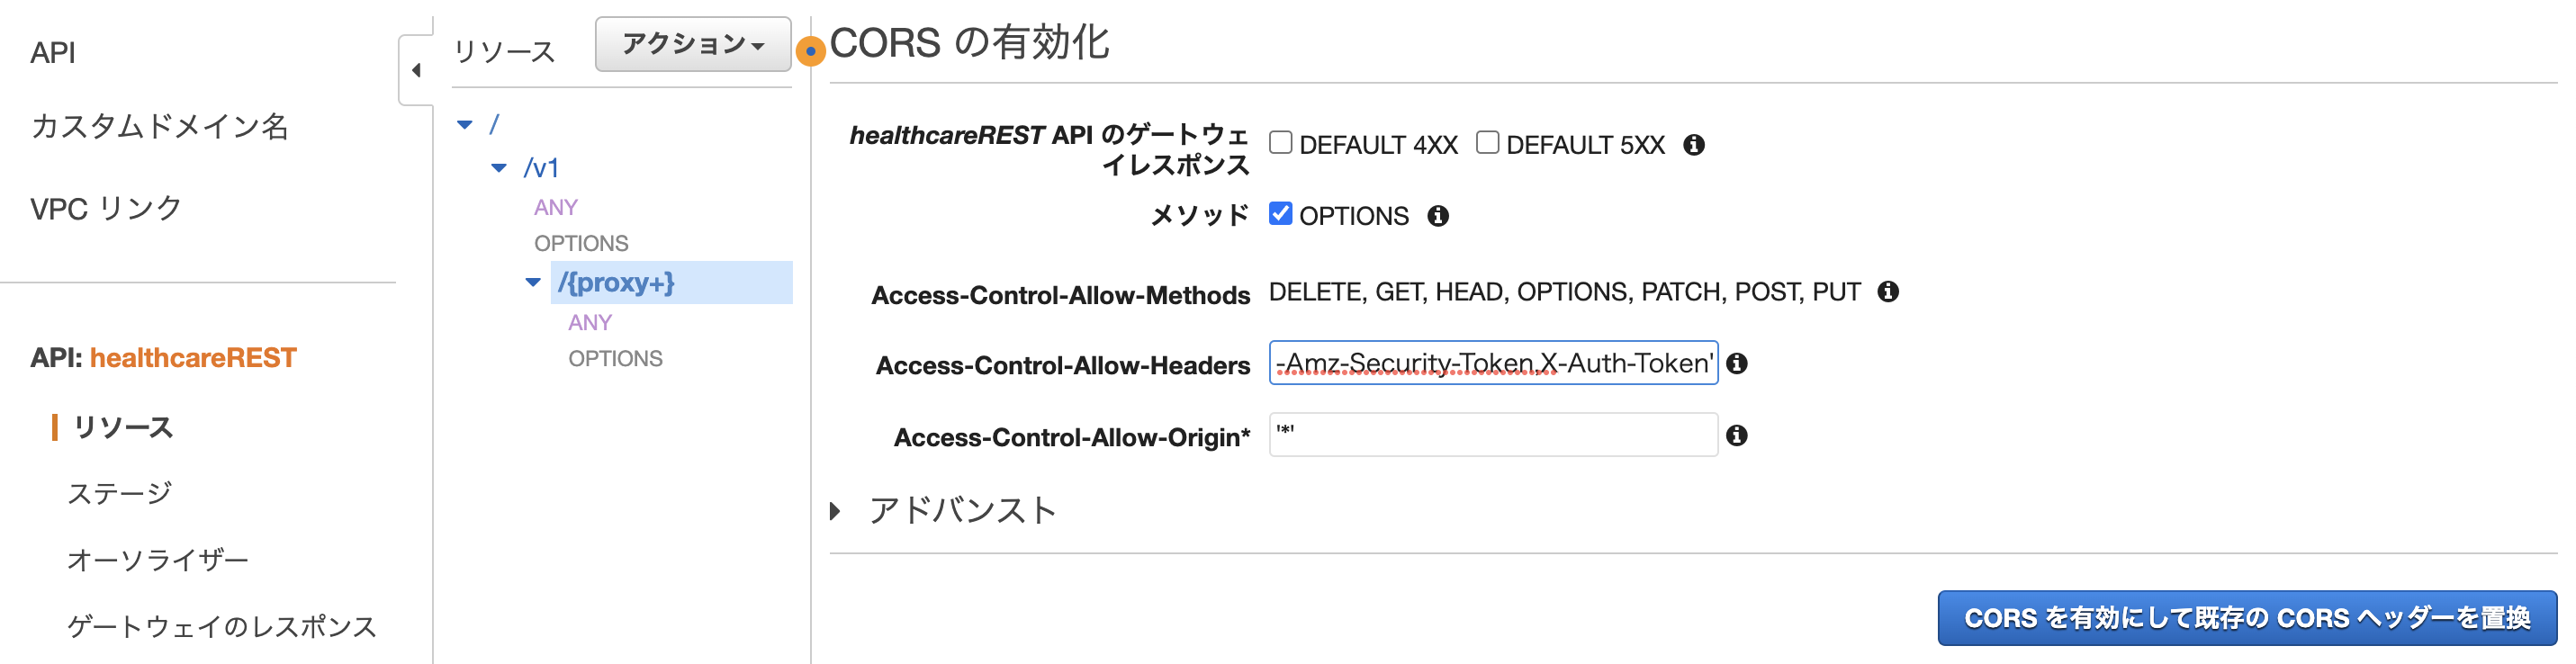 API
カスタムドメイン名
VPC リンク
API: healthcareREST
リソース
ステージ
オーソライザー
ゲートウェイのレスポンス
リソース
アクション
/
/v1
ANY
OPTIONS
/{proxy+}
ANY
OPTIONS
CORS の有効化
healthcareREST API のゲートウェ
イレスポンス
DEFAULT 4XX DEFAULT 5XX
メソッド OPTIONS
Access-Control-Allow-Methods DELETE, GET, HEAD, OPTIONS, PATCH, POST, PUT
Access-Control-Allow-Headers -Amz-Security-Token,X-Auth-Token'
Access-Control-Allow-Origin* '*'
アドバンスト
CORS を有効にして既存の CORS ヘッダーを置換